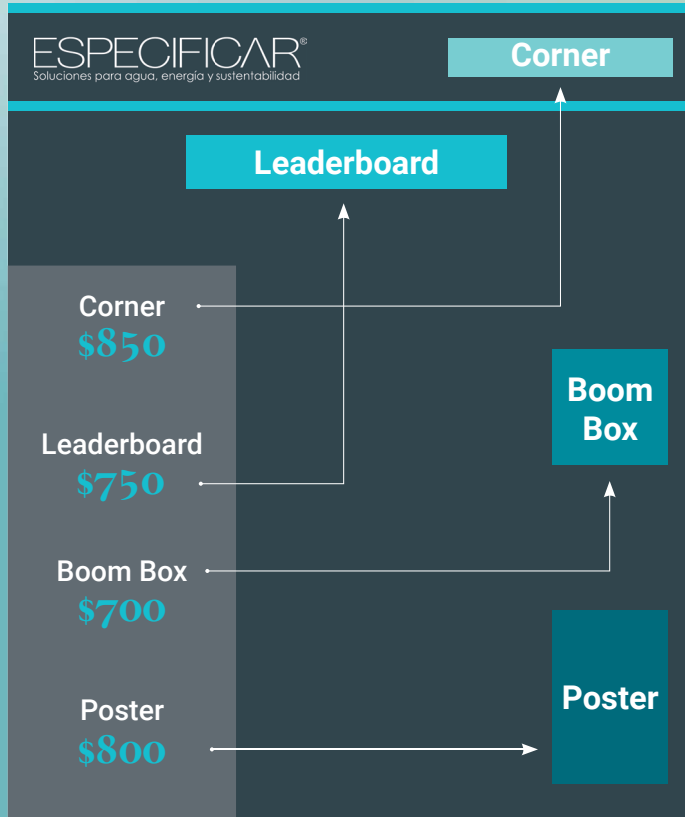 ESPECIFICAR®
Soluciones para agua, energía y sustentabilidad
Corner
Leaderboard
Corner
$850
Leaderboard
$750
Boom Box
$700
Poster
$800
Boom
Box
Poster